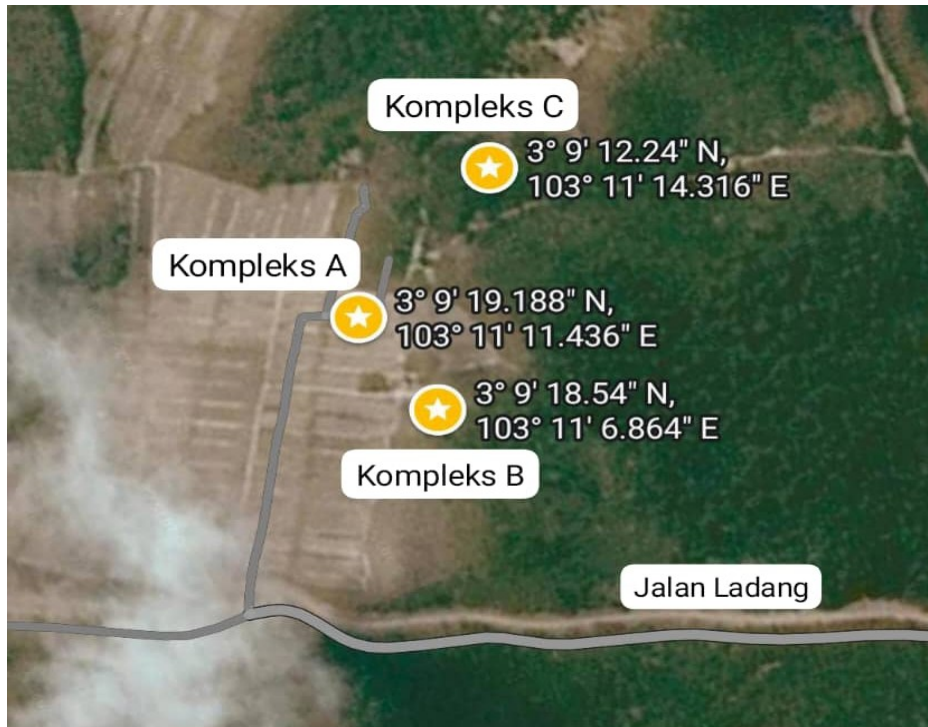 Kompleks C
3° 9' 12.24" N,
103° 11' 14.316" E
Kompleks A
3° 9' 19.188" N,
103° 11' 11.436" E
3° 9' 18.54" N,
103° 11' 6.864" E
Kompleks B
Jalan Ladang